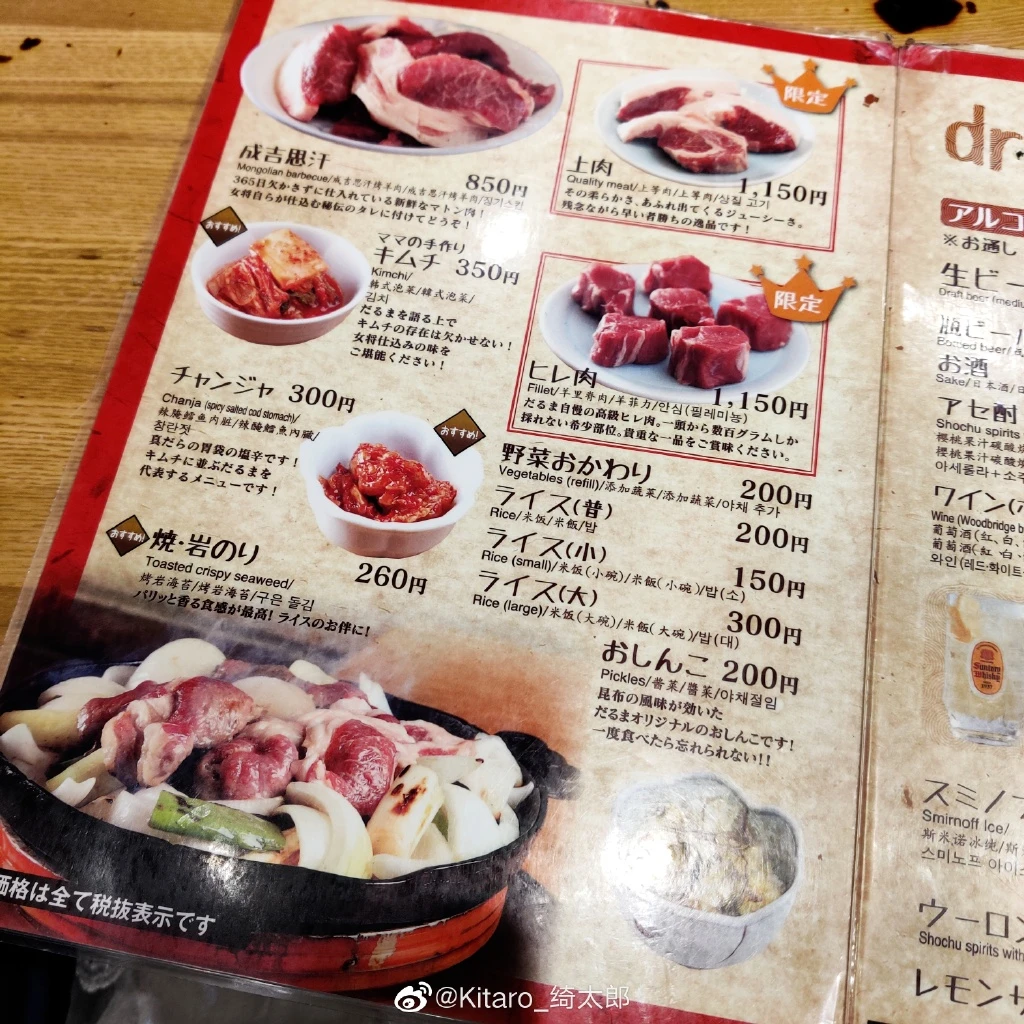 成吉思汗 850円
Mongolian barbecue/成吉思汗烤羊肉/成吉思汗烤羊肉/징기스칸
365日欠かさずに仕入れている新鮮なマトン肉！
女将自らが仕込む秘伝のタレに付けてどうぞ！
限定
上肉 1,150円
Quality meat/上等肉/上等肉/상질 고기
その柔らかさ、あふれ出てくるジューシーさ。
残念ながら早い者勝ちの逸品です！
おすすめ!
ママの手作り
キムチ 350円
Kimchi/
韩式泡菜/韓式泡菜/
김치
だるまを語る上で
キムチの存在は欠かせない！
女将仕込みの味を
ご堪能ください！
限定
ヒレ肉 1,150円
Fillet/羊里脊肉/羊菲力/안심(필레미뇽)
だるま自慢の高級ヒレ肉。一頭から数百グラムしか
採れない希少部位。貴重な一品をご賞味ください。
チャンジャ 300円
Chanja (spicy salted cod stomach)/
辣腌鳕鱼内脏/辣醃鱈魚內臟/
참란젓
真だらの胃袋の塩辛です！
キムチに並ぶだるまを
代表するメニューです！
おすすめ!
おすすめ!
焼・岩のり 260円
Toasted crispy seaweed/
烤岩海苔/烤岩海苔/구은 돌김
パリッと香る食感が最高！ライスのお伴に！
野菜おかわり 200円
Vegetables (refill)/添加蔬菜/添加蔬菜/야채 추가
ライス(普) 200円
Rice/米饭/米飯/밥
ライス(小) 150円
Rice (small)/米饭(小碗)/米飯(小碗)/밥(소)
ライス(大) 300円
Rice (large)/米饭(大碗)/米飯(大碗)/밥(대)
おしんこ 200円
Pickles/酱菜/醬菜/야채절임
昆布の風味が効いた
だるまオリジナルのおしんこです！
一度食べたら忘れられない！！
価格は全て税抜表示です
dr
アルコ
※お通し
生ビー
Draft beer (medi
瓶ビール
Bottled beer/
お酒
Sake/日本酒/日
アセ酎
Shochu spirits
樱桃果汁碳酸
櫻桃果汁碳酸
아세롤라+소주
ワイン(
Wine (Woodbridge b
葡萄酒(红、白、
葡萄酒(紅、白、
와인(레드·화이트
Suntory
Whisky
スミノフ
Smirnoff Ice/
斯米诺冰纯/斯
스미노프 아이스
ウーロン
Shochu spirits with
レモンサ
@Kitaro_绮太郎